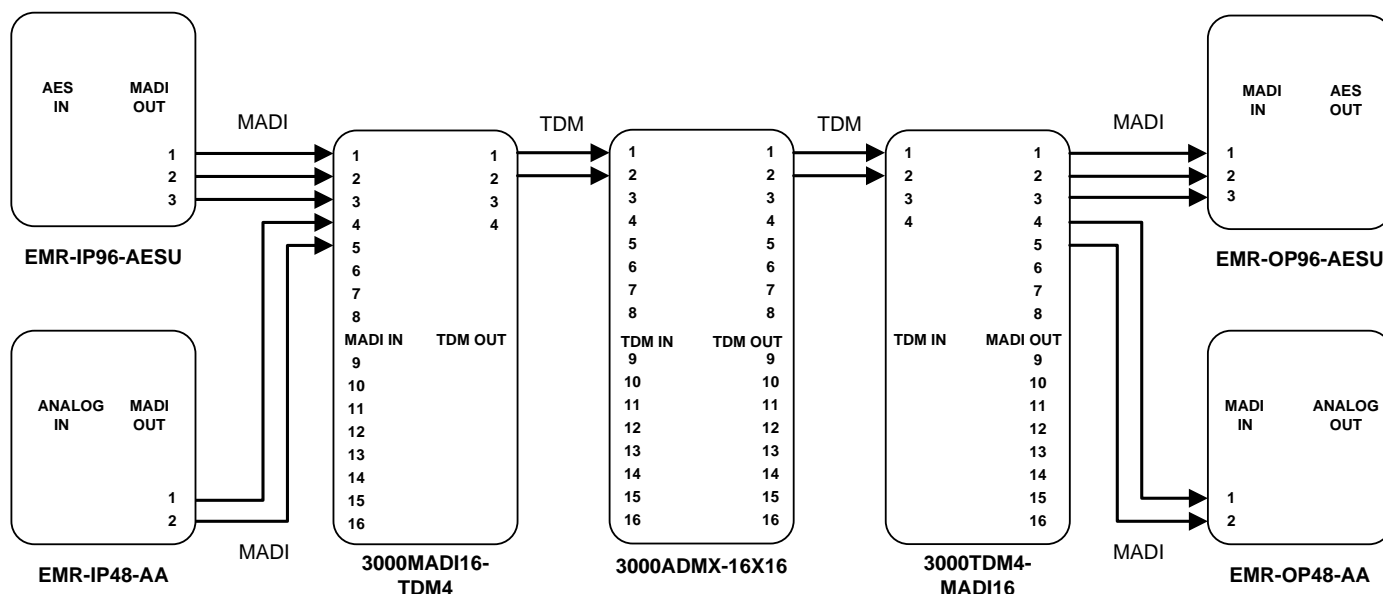 AES IN
MADI OUT
1
2
3
EMR-IP96-AESU
ANALOG IN
MADI OUT
1
2
EMR-IP48-AA
MADI
MADI
1
2
3
4
5
6
7
8
MADI IN
9
10
11
12
13
14
15
16
1
2
3
4
TDM OUT
3000MADI16-
TDM4
TDM
1
2
3
4
5
6
7
8
TDM IN
9
10
11
12
13
14
15
16
1
2
3
4
5
6
7
8
TDM OUT
9
10
11
12
13
14
15
16
3000ADMX-16X16
TDM
1
2
3
4
TDM IN
1
2
3
4
5
6
7
8
MADI OUT
9
10
11
12
13
14
15
16
3000TDM4-
MADI16
MADI
MADI
MADI IN
AES OUT
1
2
3
EMR-OP96-AESU
MADI IN
ANALOG OUT
1
2
EMR-OP48-AA